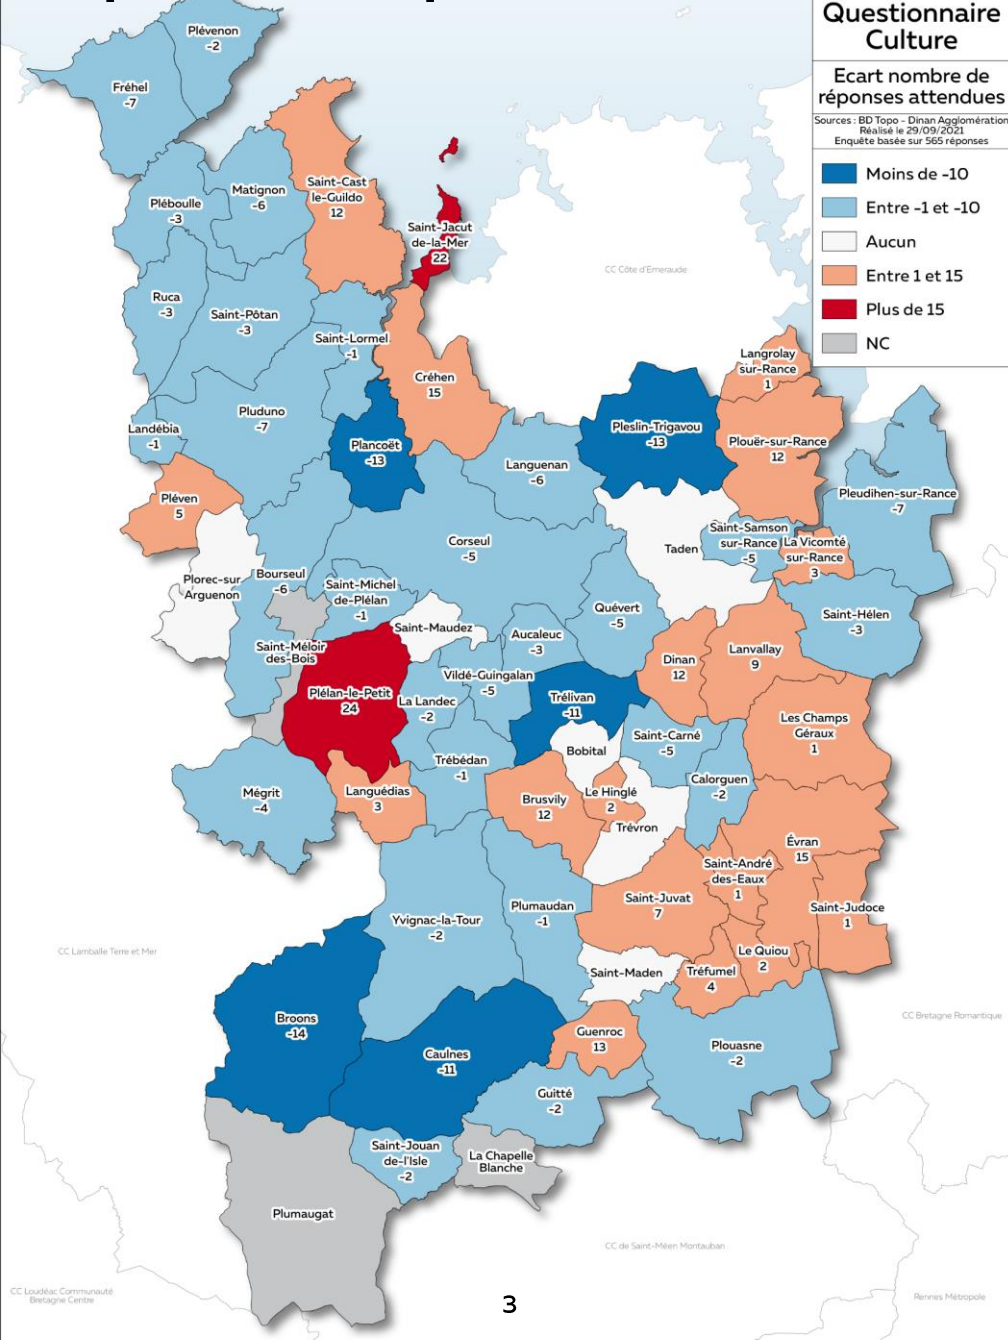 Questionnaire
Culture
Ecart nombre de
réponses attendues
Sources : BD Topo - Dinan Agglomération
Réalisé le 29/09/2021
Enquête basée sur 565 réponses
Moins de -10
Entre -1 et -10
Aucun
Entre 1 et 15
Plus de 15
NC
Plévenon
-2
Fréhel
-7
Matignon
-6
Saint-Cast
le-Guildo
12
Pléboulle
-3
Saint-Jacut
de-la-Mer
22
CC Côte d'Emeraude
Ruca
-3
Saint-Pôtan
-3
Saint-Lormel
-1
Langrolay
sur-Rance
1
Créhen
15
Pluduno
-7
Landébia
-1
Plancoët
-13
Pleslin-Trigavou
-13
Plouër-sur-Rance
12
Languenan
-6
Pléven
5
Pleudihen-sur-Rance
-7
Corseul
-5
Taden
Saint-Samson
sur-Rance
-5
La Vicomté
sur-Rance
3
Plorec-sur
Arguenon
Bourseul
-6
Saint-Michel
de-Plélan
-1
Quévert
-5
Saint-Hélen
-3
Saint-Maudez
Aucaleuc
-3
Saint-Méloir
des-Bois
Dinan
12
Lanvallay
9
Vildé-Guingalan
-5
Plélan-le-Petit
24
La Landec
-2
Trélivan
-11
Les Champs
Géraux
1
Saint-Carné
-5
Bobital
Trébédan
-1
Calorguen
-2
Mégrit
-4
Languédias
3
Brusvily
12
Le Hinglé
2
Trévron
Évran
15
Saint-André
des-Eaux
1
Saint-Juvat
7
Plumaudan
-1
Saint-Judoce
1
Yvignac-la-Tour
-2
CC Lamballe Terre et Mer
Le Quiou
2
Saint-Maden
Tréfumel
4
Broons
-14
CC Bretagne Romantique
Guenroc
13
Plouasne
-2
Caulnes
-11
Guitté
-2
Saint-Jouan
de-l'Isle
-2
La Chapelle
Blanche
Plumaugat
CC de Saint-Méen Montauban
CC Loudéac Communauté
Bretagne Centre
Rennes Métropole
3